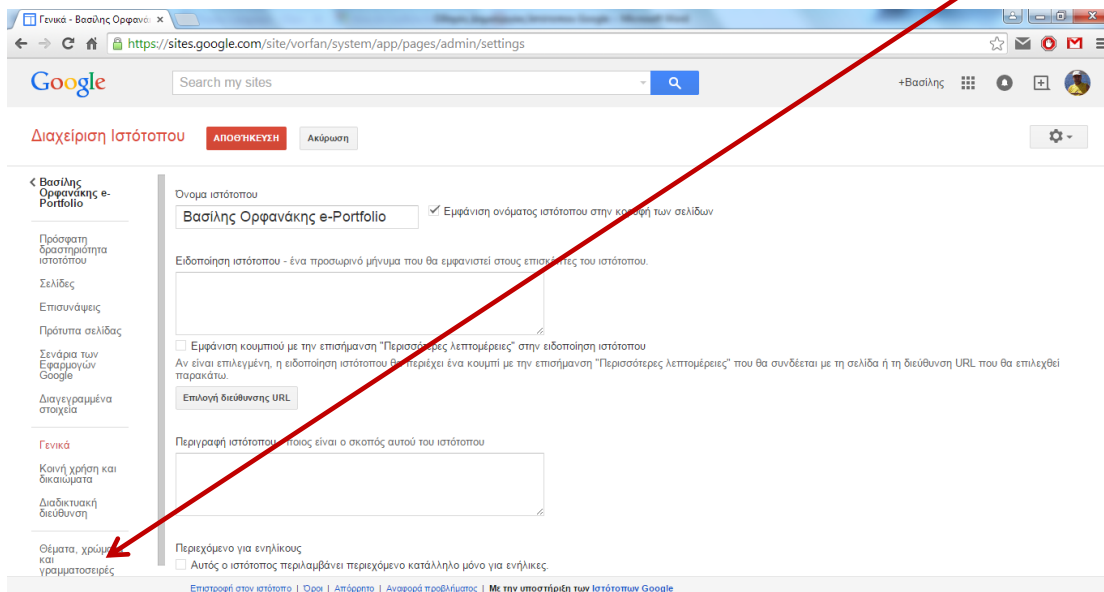 Γενικά - Βασίλης Ορφανά
https://sites.google.com/site/vorfan/system/app/pages/admin/settings
Google
Search my sites
+Βασίλης
Διαχείριση Ιστότοπου
ΑΠΟΘΉΚΕΥΣΗ
Ακύρωση
Βασίλης
Ορφανάκης e-
Portfolio
Πρόσφατη
δραστηριότητα
ιστοτόπου
Σελίδες
Επισυνάψεις
Πρότυπα σελίδας
Σενάρια των
Εφαρμογών
Google
Διαγεγραμμένα
στοιχεία
Γενικά
Κοινή χρήση και
δικαιώματα
Διαδικτυακή
διεύθυνση
Θέματα, χρώμα
και
γραμματοσειρές
Όνομα ιστότοπου
Βασίλης Ορφανάκης e-Portfolio
Εμφάνιση ονόματος ιστότοπου στην κορυφή των σελίδων
Ειδοποίηση ιστότοπου - ένα προσωρινό μήνυμα που θα εμφανιστεί στους επισκέπτες του ιστότοπου.
Εμφάνιση κουμπιού με την επισήμανση "Περισσότερες λεπτομέρειες" στην ειδοποίηση ιστότοπου
Αν είναι επιλεγμένη, η ειδοποίηση ιστότοπου θα περιέχει ένα κουμπί με την επισήμανση "Περισσότερες λεπτομέρειες" που θα συνδέεται με τη σελίδα ή τη διεύθυνση URL που θα επιλεχθεί
παρακάτω.
Επιλογή διεύθυνσης URL
Περιγραφή ιστότοπου - ποιος είναι ο σκοπός αυτού του ιστότοπου
Περιεχόμενο για ενηλίκους
Αυτός ο ιστότοπος περιλαμβάνει περιεχόμενο κατάλληλο μόνο για ενήλικες.
Επιστροφή στον ιστότοπο | Όροι | Απόρρητο | Αναφορά προβλήματος | Με την υποστήριξη των Ιστότοπων Google